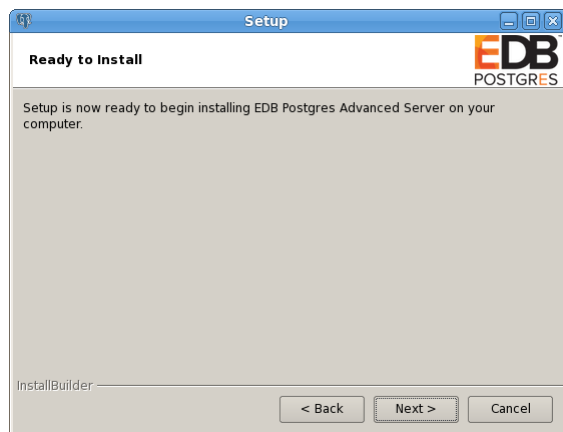 Setup
Ready to Install
EDB
POSTGRES
Setup is now ready to begin installing EDB Postgres Advanced Server on your
computer.
InstallBuilder
< Back
Next >
Cancel